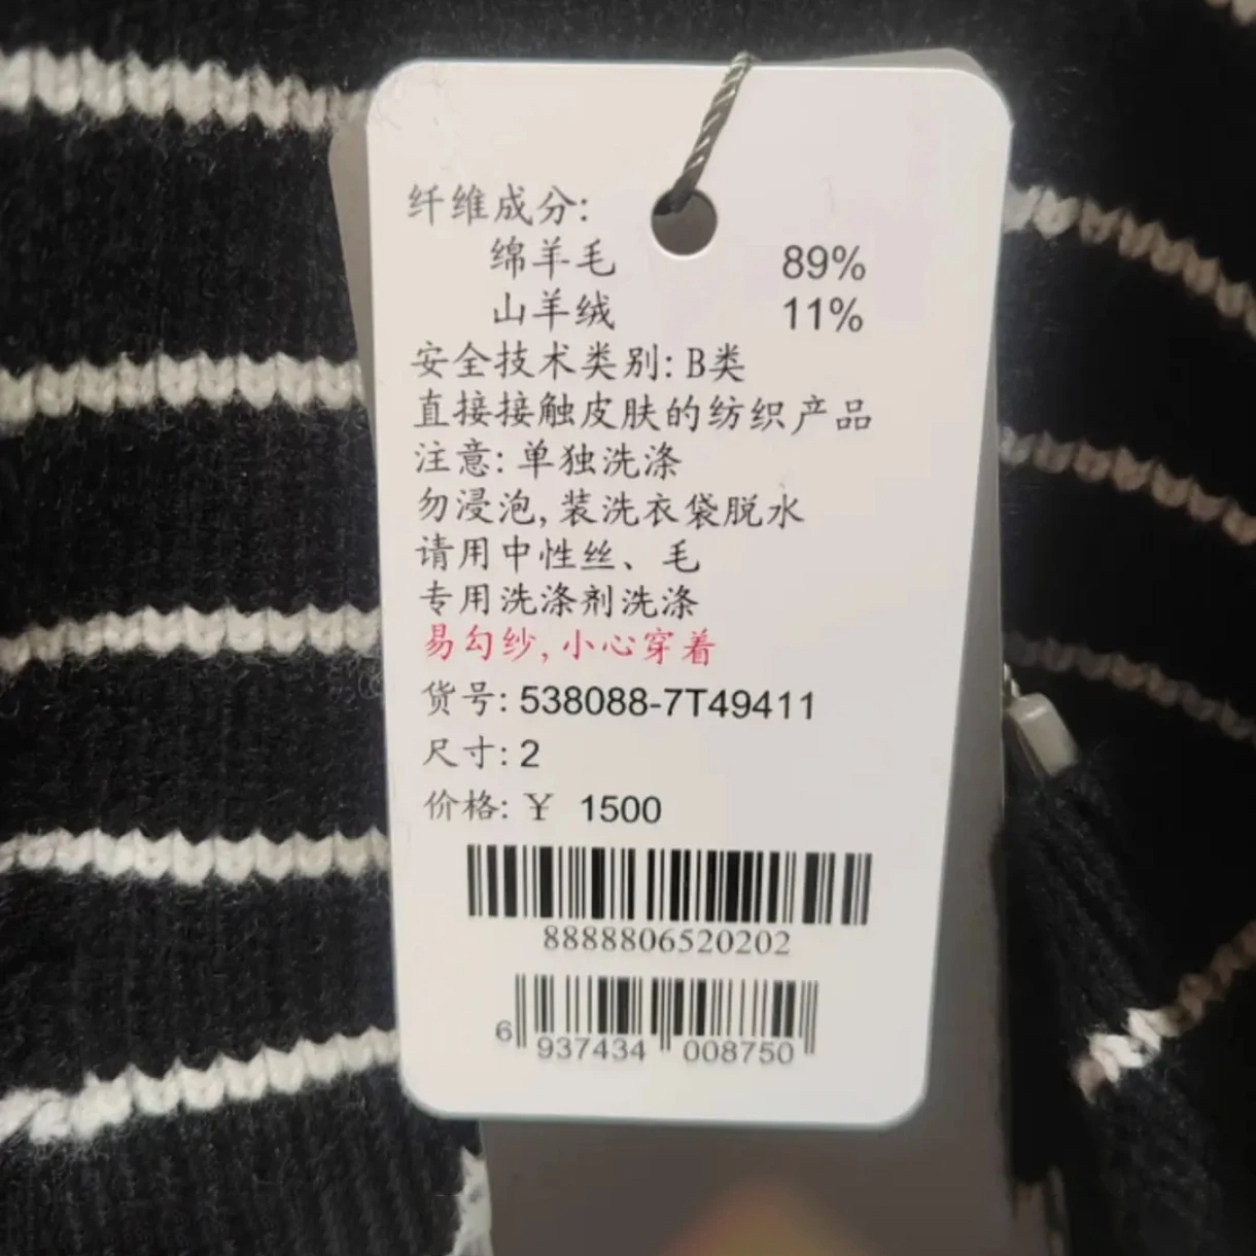 纤维成分:
绵羊毛 89%
山羊绒 11%
安全技术类别: B类
直接接触皮肤的纺织产品
注意: 单独洗涤
勿浸泡, 装洗衣袋脱水
请用中性丝、毛
专用洗涤剂洗涤
易勾纱, 小心穿着
货号: 538088-7T49411
尺寸: 2
价格: ¥ 1500
8888806520202
6 937434 008750